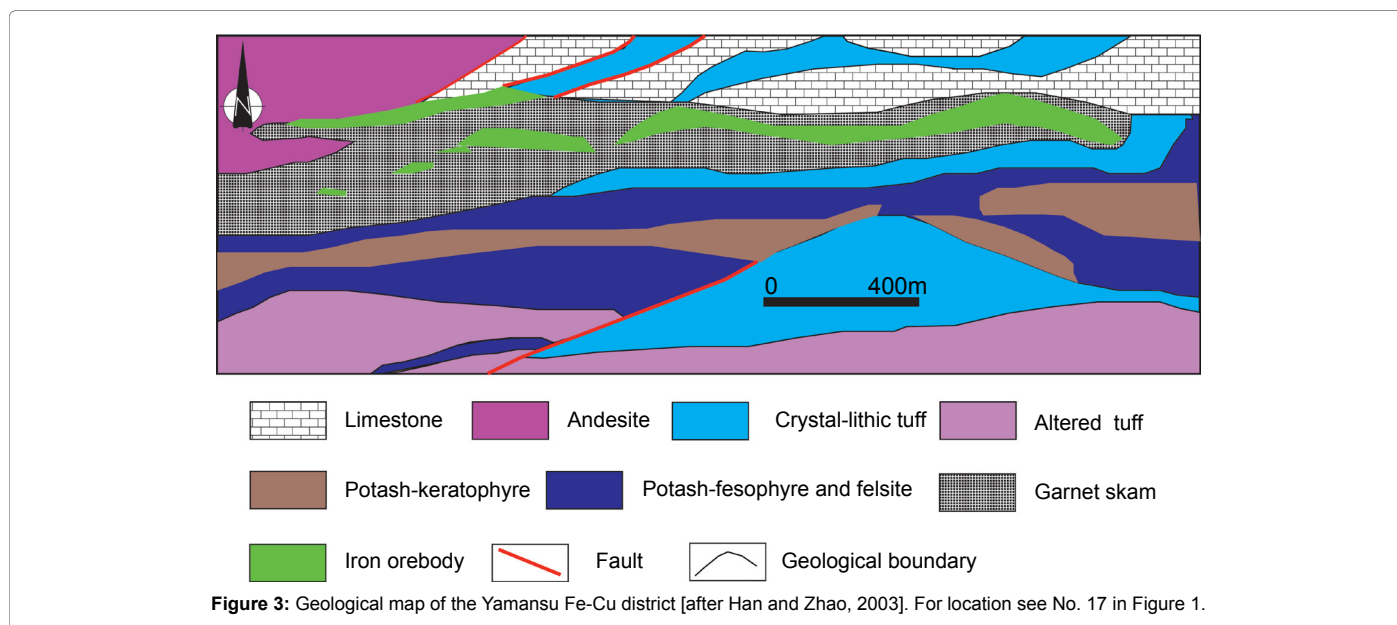 N
0 400m
Limestone Andesite Crystal-lithic tuff Altered tuff
Potash-keratophyre Potash-fesophyre and felsite Garnet skam
Iron orebody Fault Geological boundary
Figure 3: Geological map of the Yamansu Fe-Cu district [after Han and Zhao, 2003]. For location see No. 17 in Figure 1.